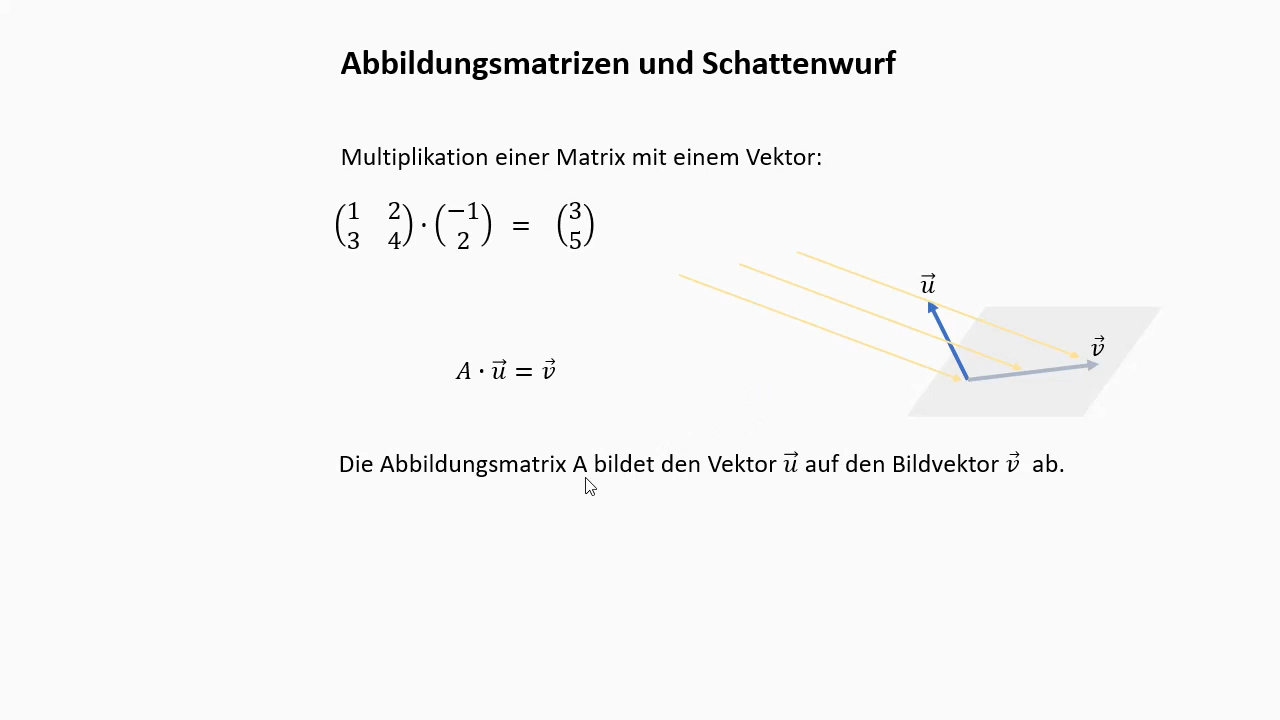 Abbildungsmatrizen und Schattenwurf
Multiplikation einer Matrix mit einem Vektor:
(1 2
3 4) · (−1
2) = (3
5)
u⃗
v⃗
A · u⃗ = v⃗
Die Abbildungsmatrix A bildet den Vektor u⃗ auf den Bildvektor v⃗ ab.